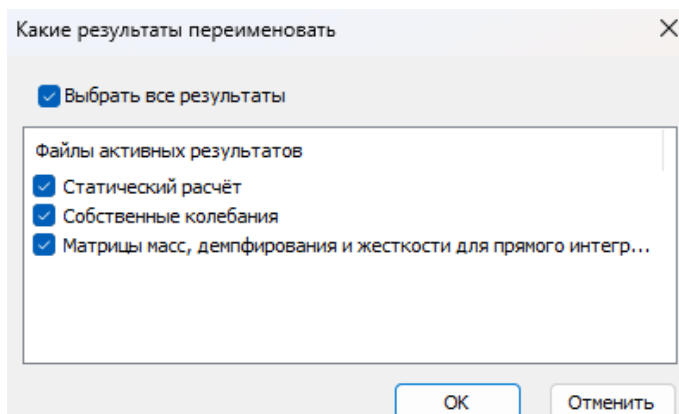 Какие результаты переименовать
Выбрать все результаты
Файлы активных результатов
Статический расчёт
Собственные колебания
Матрицы масс, демпфирования и жесткости для прямого интегр...
ОК
Отменить